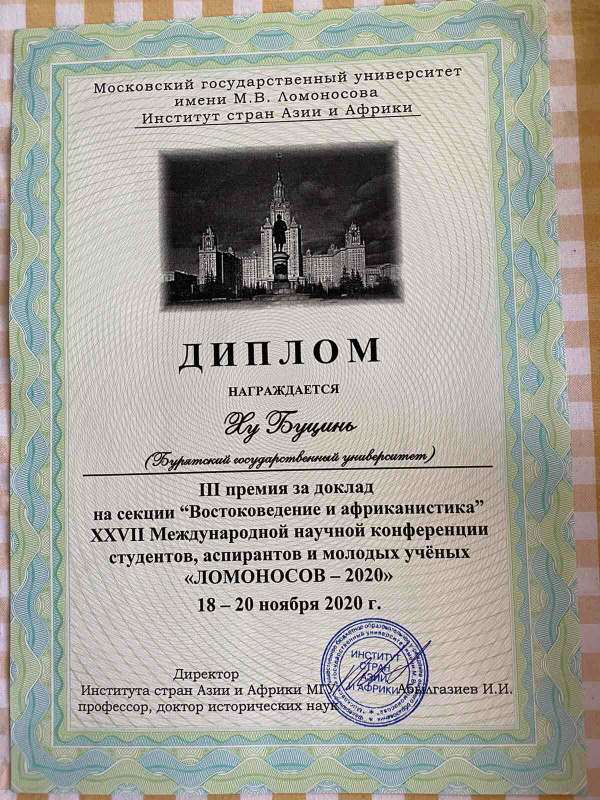 Московский государственный университет
имени М.В. Ломоносова
Институт стран Азии и Африки
ДИПЛОМ
НАГРАЖДАЕТСЯ
Ху Буцинь
(Бурятский государственный университет)
III премия за доклад
на секции “Востоковедение и африканистика”
XXVII Международной научной конференции
студентов, аспирантов и молодых учёных
«ЛОМОНОСОВ – 2020»
18 – 20 ноября 2020 г.
Директор
Института стран Азии и Африки МГУ, Абылгазиев И.И.
профессор, доктор исторических наук
ИНСТИТУТ
СТРАН
АЗИИ
И АФРИКИ